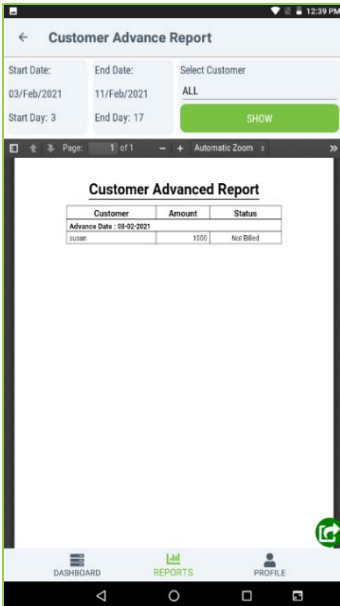 12:39 PM
Customer Advance Report
Start Date: End Date: Select Customer
03/Feb/2021 11/Feb/2021 ALL
Start Day: 3 End Day: 17 SHOW
Page: 1 of 1 Automatic Zoom
Customer Advanced Report
Customer Amount Status
Advance Date : 08-02-2021
susan 1000 Not Billed
DASHBOARD REPORTS PROFILE